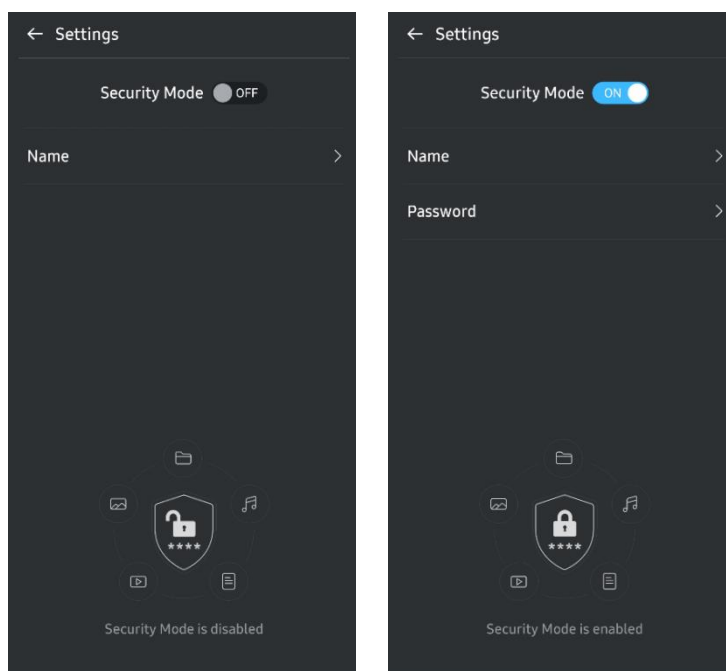 ← Settings
Security Mode OFF
Name >
****
Security Mode is disabled
← Settings
Security Mode ON
Name >
Password >
****
Security Mode is enabled